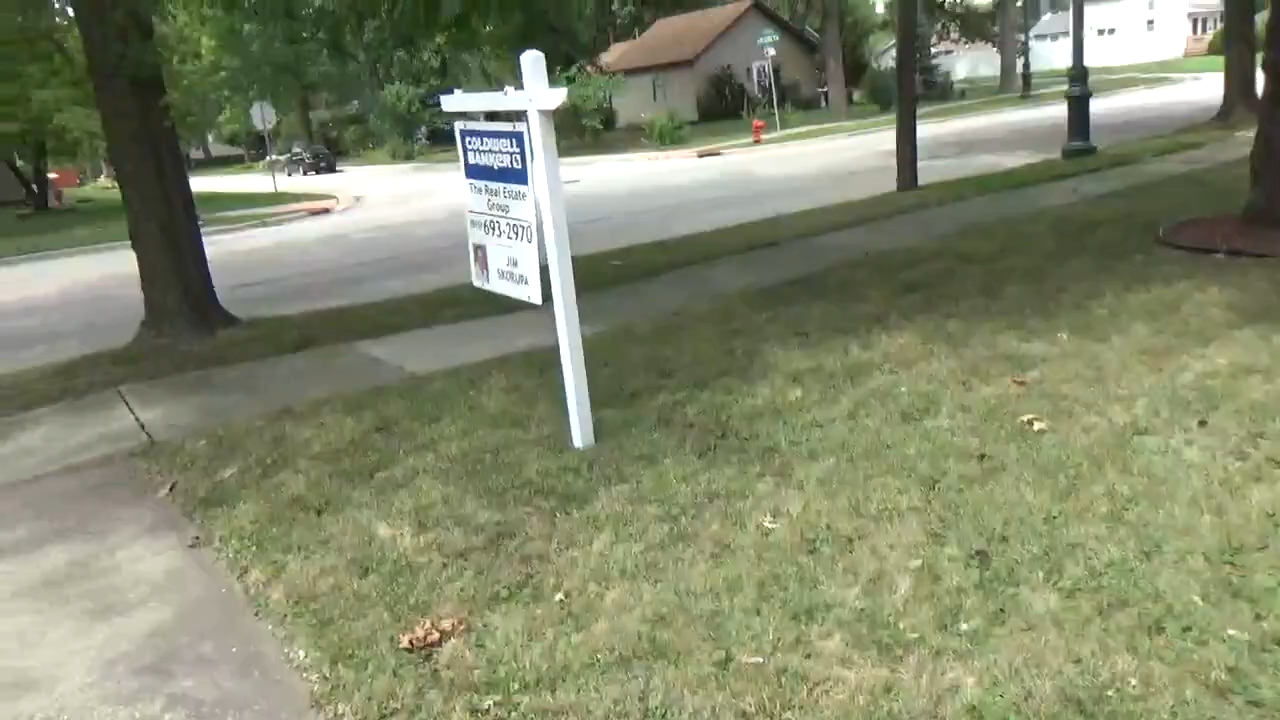 COLDWELL
BANKER
The Real Estate
Group
693-2970
JIM
SKORUPA